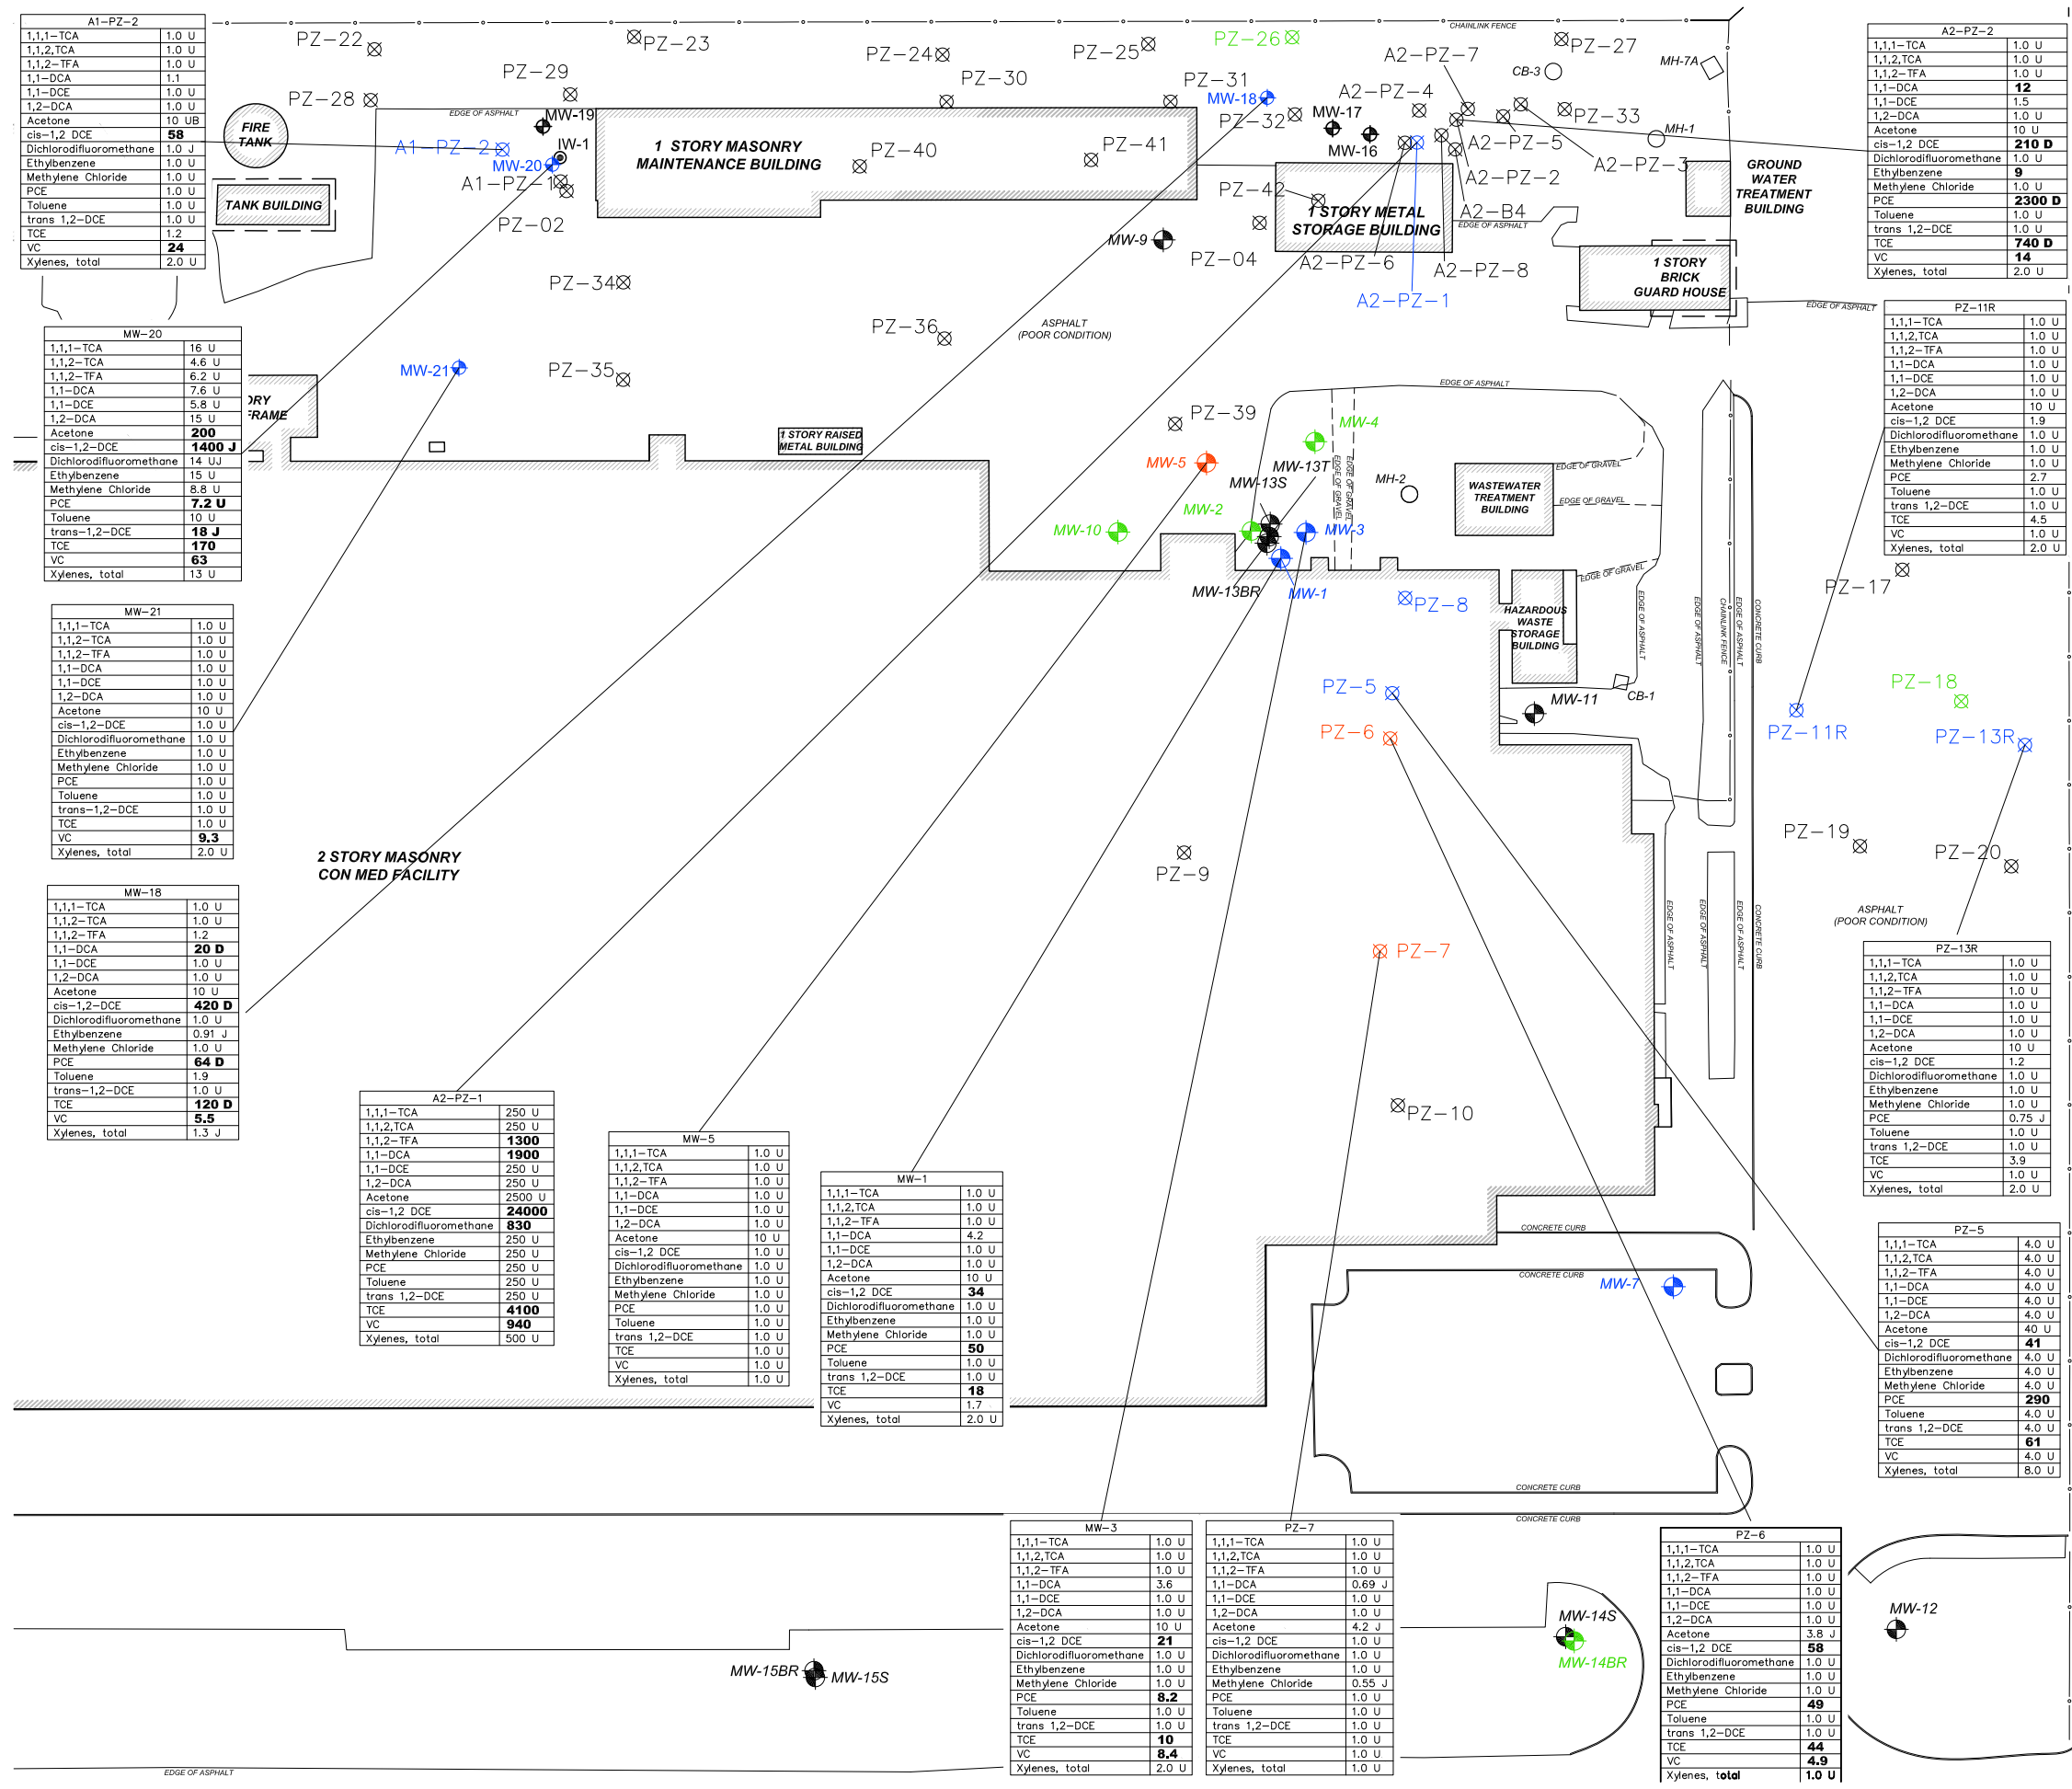 A1-PZ-2
1,1,1-TCA 1.0 U
1,1,2,TCA 1.0 U
1,1,2-TFA 1.0 U
1,1-DCA 1.1
1,1-DCE 1.0 U
1,2-DCA 1.0 U
Acetone 10 UB
cis-1,2 DCE 58
Dichlorodifluoromethane 1.0 J
Ethylbenzene 1.0 U
Methylene Chloride 1.0 U
PCE 1.0 U
Toluene 1.0 U
trans 1,2-DCE 1.0 U
TCE 1.2
VC 24
Xylenes, total 2.0 U
MW-20
1,1,1-TCA 16 U
1,1,2-TCA 4.6 U
1,1,2-TFA 6.2 U
1,1-DCA 7.6 U
1,1-DCE 5.8 U
1,2-DCA 15 U
Acetone 200
cis-1,2-DCE 1400 J
Dichlorodifluoromethane 14 UJ
Ethylbenzene 15 U
Methylene Chloride 8.8 U
PCE 7.2 U
Toluene 10 U
trans-1,2-DCE 18 J
TCE 170
VC 63
Xylenes, total 13 U
MW-21
1,1,1-TCA 1.0 U
1,1,2-TCA 1.0 U
1,1,2-TFA 1.0 U
1,1-DCA 1.0 U
1,1-DCE 1.0 U
1,2-DCA 1.0 U
Acetone 10 U
cis-1,2-DCE 1.0 U
Dichlorodifluoromethane 1.0 U
Ethylbenzene 1.0 U
Methylene Chloride 1.0 U
PCE 1.0 U
Toluene 1.0 U
trans-1,2-DCE 1.0 U
TCE 1.0 U
VC 9.3
Xylenes, total 2.0 U
MW-18
1,1,1-TCA 1.0 U
1,1,2-TCA 1.0 U
1,1,2-TFA 1.2
1,1-DCA 20 D
1,1-DCE 1.0 U
1,2-DCA 1.0 U
Acetone 10 U
cis-1,2-DCE 420 D
Dichlorodifluoromethane 1.0 U
Ethylbenzene 0.91 J
Methylene Chloride 1.0 U
PCE 64 D
Toluene 1.9
trans-1,2-DCE 1.0 U
TCE 120 D
VC 5.5
Xylenes, total 1.3 J
A2-PZ-1
1,1,1-TCA 250 U
1,1,2,TCA 250 U
1,1,2-TFA 1300
1,1-DCA 1900
1,1-DCE 250 U
1,2-DCA 250 U
Acetone 2500 U
cis-1,2 DCE 24000
Dichlorodifluoromethane 830
Ethylbenzene 250 U
Methylene Chloride 250 U
PCE 250 U
Toluene 250 U
trans 1,2-DCE 250 U
TCE 4100
VC 940
Xylenes, total 500 U
MW-5
1,1,1-TCA 1.0 U
1,1,2,TCA 1.0 U
1,1,2-TFA 1.0 U
1,1-DCA 1.0 U
1,1-DCE 1.0 U
1,2-DCA 1.0 U
Acetone 10 U
cis-1,2 DCE 1.0 U
Dichlorodifluoromethane 1.0 U
Ethylbenzene 1.0 U
Methylene Chloride 1.0 U
PCE 1.0 U
Toluene 1.0 U
trans 1,2-DCE 1.0 U
TCE 1.0 U
VC 1.0 U
Xylenes, total 1.0 U
MW-1
1,1,1-TCA 1.0 U
1,1,2,TCA 1.0 U
1,1,2-TFA 1.0 U
1,1-DCA 4.2
1,1-DCE 1.0 U
1,2-DCA 1.0 U
Acetone 10 U
cis-1,2 DCE 34
Dichlorodifluoromethane 1.0 U
Ethylbenzene 1.0 U
Methylene Chloride 1.0 U
PCE 50
Toluene 1.0 U
trans 1,2-DCE 1.0 U
TCE 18
VC 1.7
Xylenes, total 2.0 U
MW-3
1,1,1-TCA 1.0 U
1,1,2,TCA 1.0 U
1,1,2-TFA 1.0 U
1,1-DCA 3.6
1,1-DCE 1.0 U
1,2-DCA 1.0 U
Acetone 10 U
cis-1,2 DCE 21
Dichlorodifluoromethane 1.0 U
Ethylbenzene 1.0 U
Methylene Chloride 1.0 U
PCE 8.2
Toluene 1.0 U
trans 1,2-DCE 1.0 U
TCE 10
VC 8.4
Xylenes, total 2.0 U
PZ-7
1,1,1-TCA 1.0 U
1,1,2,TCA 1.0 U
1,1,2-TFA 1.0 U
1,1-DCA 0.69 J
1,1-DCE 1.0 U
1,2-DCA 1.0 U
Acetone 4.2 J
cis-1,2 DCE 1.0 U
Dichlorodifluoromethane 1.0 U
Ethylbenzene 1.0 U
Methylene Chloride 0.55 J
PCE 1.0 U
Toluene 1.0 U
trans 1,2-DCE 1.0 U
TCE 1.0 U
VC 1.0 U
Xylenes, total 1.0 U
PZ-6
1,1,1-TCA 1.0 U
1,1,2,TCA 1.0 U
1,1,2-TFA 1.0 U
1,1-DCA 1.0 U
1,1-DCE 1.0 U
1,2-DCA 1.0 U
Acetone 3.8 J
cis-1,2 DCE 58
Dichlorodifluoromethane 1.0 U
Ethylbenzene 1.0 U
Methylene Chloride 1.0 U
PCE 49
Toluene 1.0 U
trans 1,2-DCE 1.0 U
TCE 44
VC 4.9
Xylenes, total 1.0 U
A2-PZ-2
1,1,1-TCA 1.0 U
1,1,2,TCA 1.0 U
1,1,2-TFA 1.0 U
1,1-DCA 12
1,1-DCE 1.5
1,2-DCA 1.0 U
Acetone 10 U
cis-1,2 DCE 210 D
Dichlorodifluoromethane 1.0 U
Ethylbenzene 9
Methylene Chloride 1.0 U
PCE 2300 D
Toluene 1.0 U
trans 1,2-DCE 1.0 U
TCE 740 D
VC 14
Xylenes, total 2.0 U
PZ-11R
1,1,1-TCA 1.0 U
1,1,2,TCA 1.0 U
1,1,2-TFA 1.0 U
1,1-DCA 1.0 U
1,1-DCE 1.0 U
1,2-DCA 1.0 U
Acetone 10 U
cis-1,2 DCE 1.9
Dichlorodifluoromethane 1.0 U
Ethylbenzene 1.0 U
Methylene Chloride 1.0 U
PCE 2.7
Toluene 1.0 U
trans 1,2-DCE 1.0 U
TCE 4.5
VC 1.0 U
Xylenes, total 2.0 U
PZ-13R
1,1,1-TCA 1.0 U
1,1,2,TCA 1.0 U
1,1,2-TFA 1.0 U
1,1-DCA 1.0 U
1,1-DCE 1.0 U
1,2-DCA 1.0 U
Acetone 10 U
cis-1,2 DCE 1.2
Dichlorodifluoromethane 1.0 U
Ethylbenzene 1.0 U
Methylene Chloride 1.0 U
PCE 0.75 J
Toluene 1.0 U
trans 1,2-DCE 1.0 U
TCE 3.9
VC 1.0 U
Xylenes, total 2.0 U
PZ-5
1,1,1-TCA 4.0 U
1,1,2,TCA 4.0 U
1,1,2-TFA 4.0 U
1,1-DCA 4.0 U
1,1-DCE 4.0 U
1,2-DCA 4.0 U
Acetone 40 U
cis-1,2 DCE 41
Dichlorodifluoromethane 4.0 U
Ethylbenzene 4.0 U
Methylene Chloride 4.0 U
PCE 290
Toluene 4.0 U
trans 1,2-DCE 4.0 U
TCE 61
VC 4.0 U
Xylenes, total 8.0 U
CHAINLINK FENCE
PZ-22
PZ-23
PZ-24
PZ-25
PZ-26
PZ-27
A2-PZ-7
CB-3
MH-7A
PZ-28
PZ-29
PZ-30
PZ-31
MW-18
PZ-32
MW-17
MW-16
A2-PZ-4
PZ-33
MH-1
EDGE OF ASPHALT
MW-19
IW-1
FIRE
TANK
A1-PZ-2
MW-20
A1-PZ-1
PZ-02
TANK BUILDING
1 STORY MASONRY
MAINTENANCE BUILDING
PZ-40
PZ-41
PZ-42
A2-PZ-5
A2-PZ-3
A2-PZ-2
A2-B4
GROUND
WATER
TREATMENT
BUILDING
1 STORY METAL
STORAGE BUILDING
EDGE OF ASPHALT
MW-9
PZ-04
A2-PZ-6
A2-PZ-8
A2-PZ-1
1 STORY
BRICK
GUARD HOUSE
EDGE OF ASPHALT
PZ-34
PZ-36
ASPHALT
(POOR CONDITION)
MW-21
PZ-35
ORY
FRAME
EDGE OF ASPHALT
PZ-39
MW-4
1 STORY RAISED
METAL BUILDING
MW-5
MW-13T
MW-13S
EDGE OF GRAVEL
EDGE OF GRAVEL
MH-2
WASTEWATER
TREATMENT
BUILDING
EDGE OF GRAVEL
EDGE OF GRAVEL
MW-10
MW-2
MW-3
MW-13BR
MW-1
PZ-8
EDGE OF GRAVEL
HAZARDOUS
WASTE
STORAGE
BUILDING
EDGE OF ASPHALT
EDGE OF ASPHALT
CHAINLINK FENCE
EDGE OF ASPHALT
CONCRETE CURB
PZ-17
PZ-5
PZ-6
MW-11
CB-1
PZ-18
PZ-11R
PZ-13R
2 STORY MASONRY
CON MED FACILITY
PZ-9
PZ-19
PZ-20
PZ-7
EDGE OF ASPHALT
EDGE OF ASPHALT
EDGE OF ASPHALT
CONCRETE CURB
ASPHALT
(POOR CONDITION)
PZ-10
CONCRETE CURB
CONCRETE CURB
MW-7
CONCRETE CURB
CONCRETE CURB
MW-15BR
MW-15S
MW-14S
MW-14BR
MW-12
EDGE OF ASPHALT